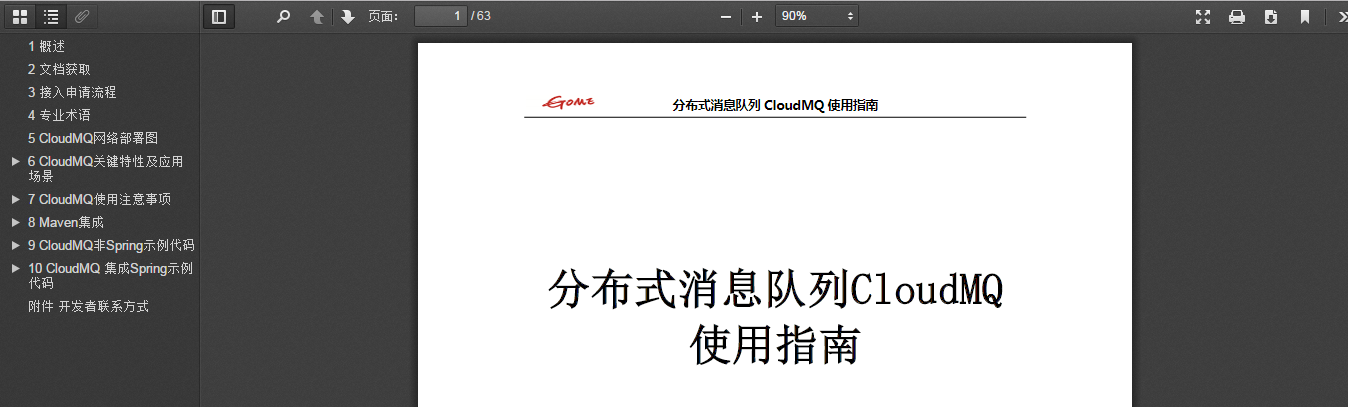 页面： 1 / 63 90%
1 概述
2 文档获取
3 接入申请流程
4 专业术语
5 CloudMQ网络部署图
6 CloudMQ关键特性及应用
场景
7 CloudMQ使用注意事项
8 Maven集成
9 CloudMQ非Spring示例代码
10 CloudMQ 集成Spring示例
代码
附件 开发者联系方式
GOME 分布式消息队列 CloudMQ 使用指南
分布式消息队列CloudMQ
使用指南